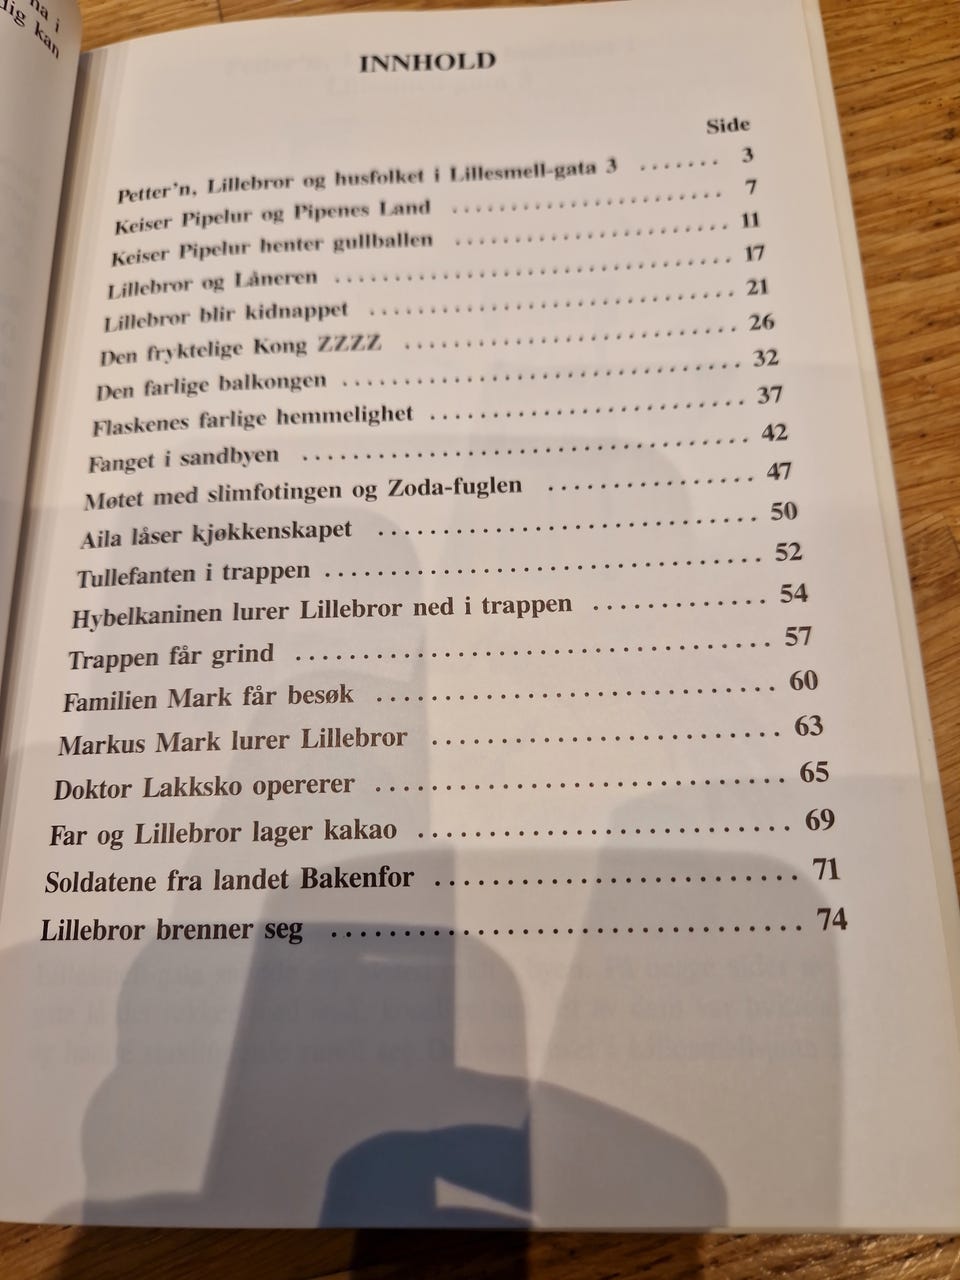 na i
dig kan
INNHOLD
Side
Petter'n, Lillebror og husfolket i Lillesmell-gata 3 ....... 3
Keiser Pipelur og Pipenes Land ........................ 7
Keiser Pipelur henter gullballen ........................ 11
Lillebror og Låneren .................................. 17
Lillebror blir kidnappet ............................... 21
Den fryktelige Kong ZZZZ ............................ 26
Den farlige balkongen ................................. 32
Flaskenes farlige hemmelighet ........................... 37
Fanget i sandbyen ..................................... 42
Møtet med slimfotingen og Zoda-fuglen .................. 47
Aila låser kjøkkenskapet ................................ 50
Tullefanten i trappen ................................... 52
Hybelkaninen lurer Lillebror ned i trappen ............. 54
Trappen får grind ..................................... 57
Familien Mark får besøk ............................... 60
Markus Mark lurer Lillebror ........................... 63
Doktor Lakksko opererer ............................... 65
Far og Lillebror lager kakao ............................ 69
Soldatene fra landet Bakenfor ........................... 71
Lillebror brenner seg .................................. 74